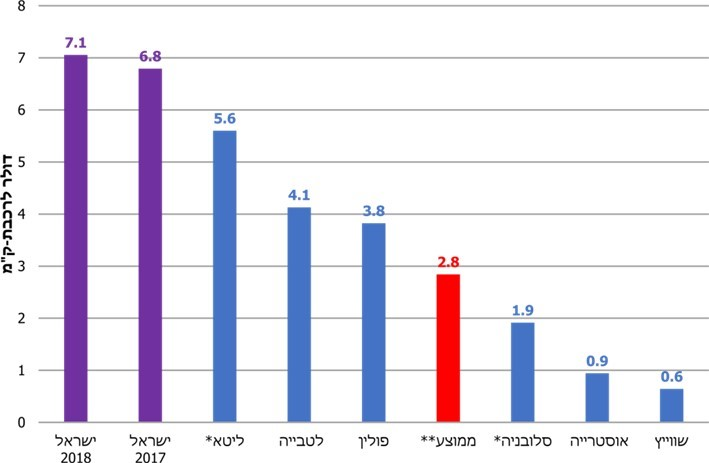 דולר לרכבת-ק"מ
8
7
6
5
4
3
2
1
0
7.1
6.8
5.6
4.1
3.8
2.8
1.9
0.9
0.6
ישראל
2018
ישראל
2017
ליטא*
לטבייה
פולין
ממוצע**
סלובניה*
אוסטרייה
שווייץ